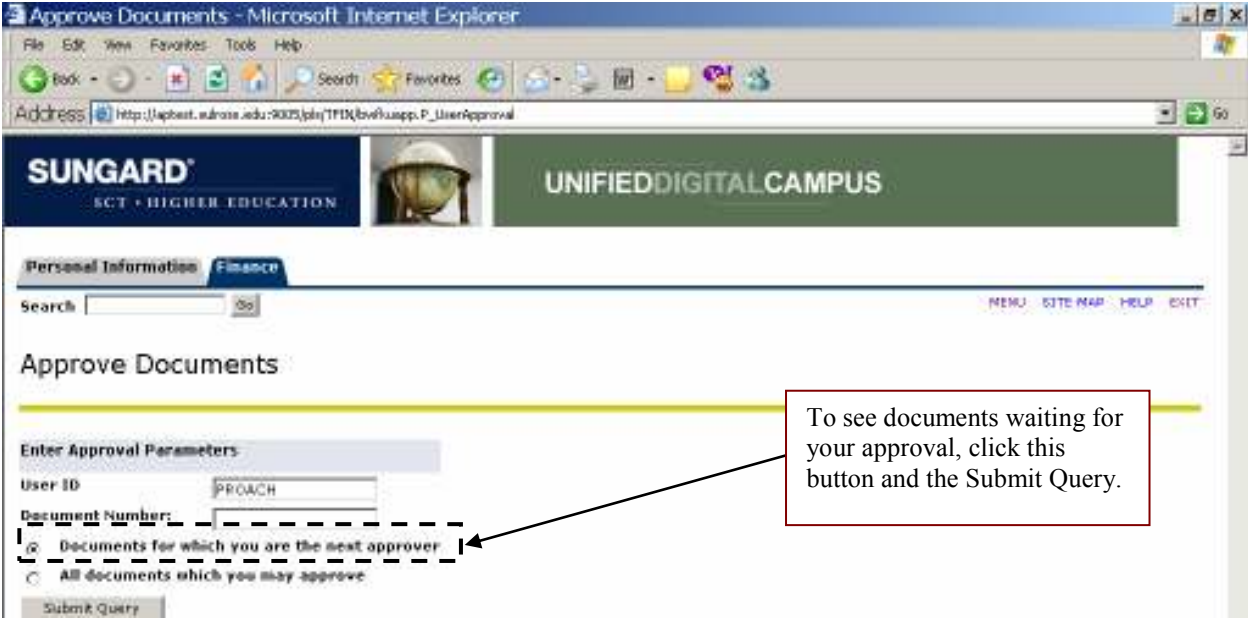 Approve Documents - Microsoft Internet Explorer
File Edit View Favorites Tools Help
Back Search Favorites
Address Go
SUNGARD
SCT • HIGHER EDUCATION
UNIFIEDDIGITALCAMPUS
Personal Information Finance
Search Go MENU SITE MAP HELP EXIT
Approve Documents
Enter Approval Parameters
User ID PROACH
Document Number:
Documents for which you are the next approver
All documents which you may approve
Submit Query
To see documents waiting for
your approval, click this
button and the Submit Query.